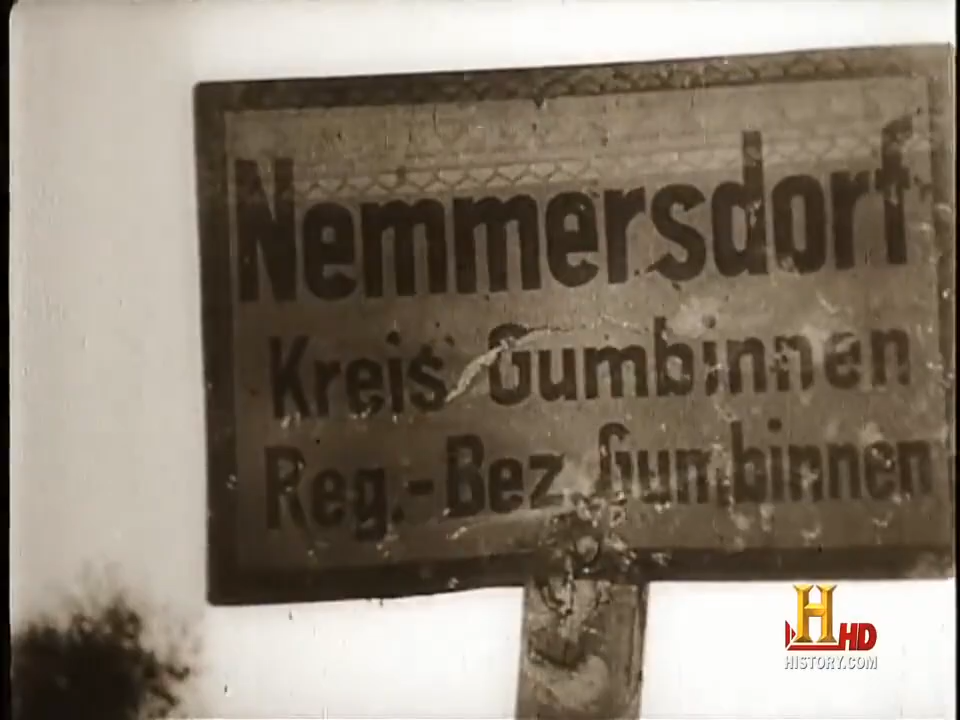 Nemmersdorf
Kreis Gumbinnen
Reg.-Bez. Gumbinnen
H HD
HISTORY.COM